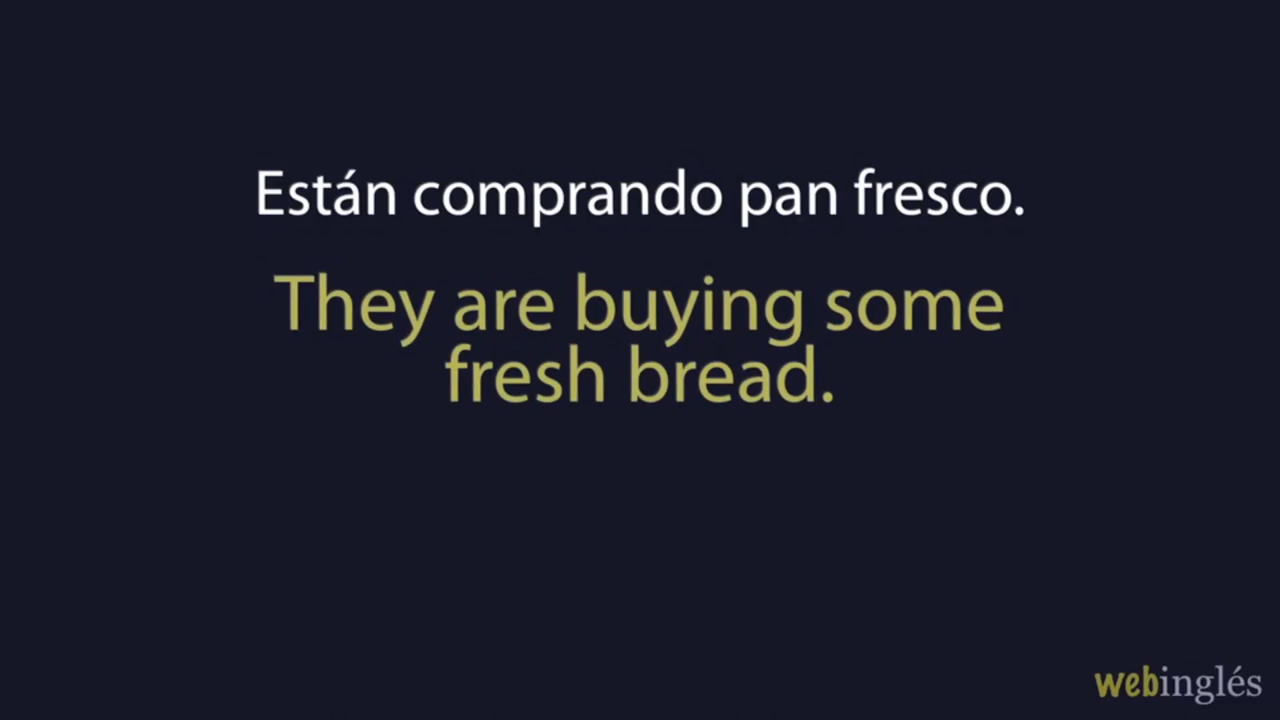 Están comprando pan fresco.
They are buying some
fresh bread.
webinglés